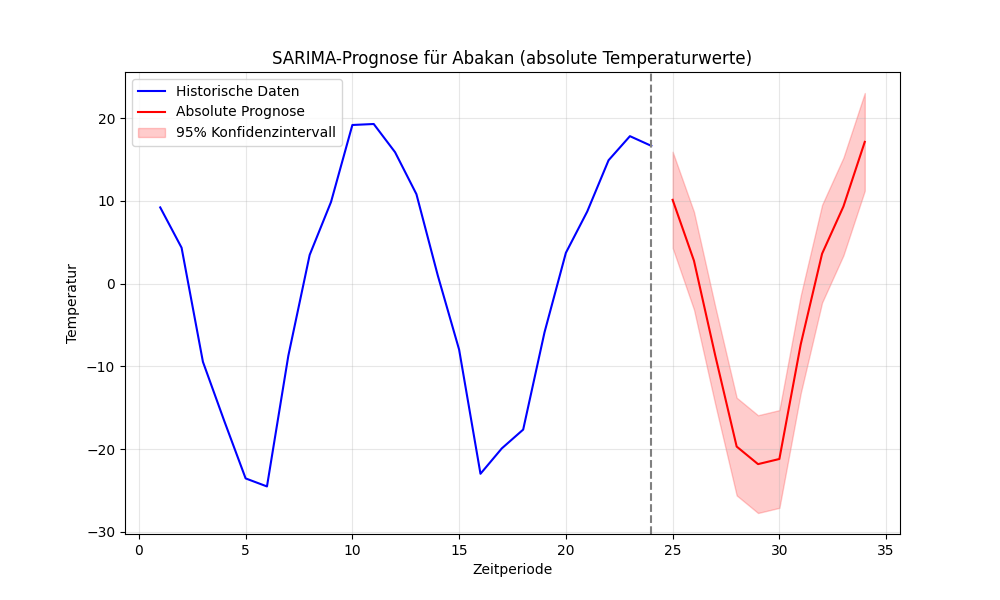 SARIMA-Prognose für Abakan (absolute Temperaturwerte)
Historische Daten
Absolute Prognose
95% Konfidenzintervall
Temperatur
20
10
0
−10
−20
−30
0 5 10 15 20 25 30 35
Zeitperiode